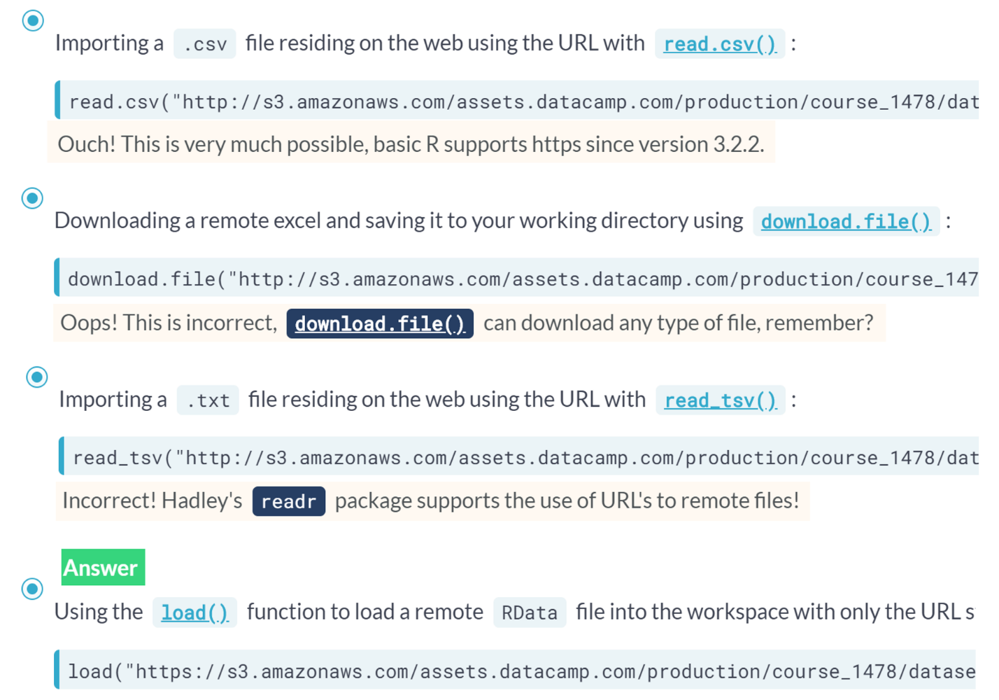 Importing a .csv file residing on the web using the URL with read.csv() :
read.csv("http://s3.amazonaws.com/assets.datacamp.com/production/course_1478/dat
Ouch! This is very much possible, basic R supports https since version 3.2.2.
Downloading a remote excel and saving it to your working directory using download.file() :
download.file("http://s3.amazonaws.com/assets.datacamp.com/production/course_147
Oops! This is incorrect, download.file() can download any type of file, remember?
Importing a .txt file residing on the web using the URL with read_tsv() :
read_tsv("http://s3.amazonaws.com/assets.datacamp.com/production/course_1478/dat
Incorrect! Hadley's readr package supports the use of URL's to remote files!
Answer
Using the load() function to load a remote RData file into the workspace with only the URL s
load("https://s3.amazonaws.com/assets.datacamp.com/production/course_1478/datase